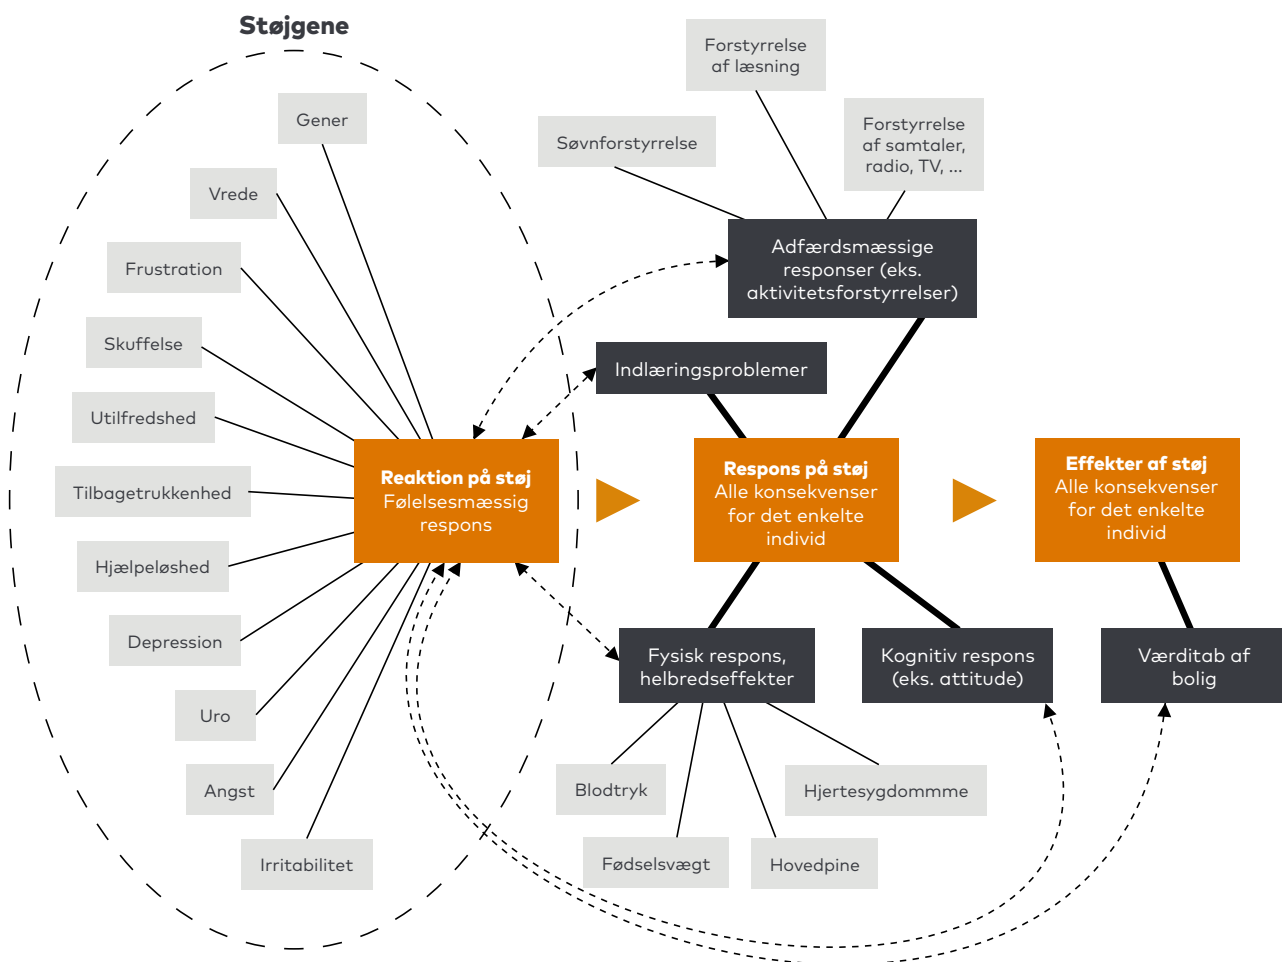 Støjgene
Gener
Vrede
Frustration
Skuffelse
Utilfredshed
Tilbagetrukkenhed
Hjælpeløshed
Depression
Uro
Angst
Irritabilitet
Reaktion på støj
Følelsesmæssig
respons
Forstyrrelse
af læsning
Søvnforstyrrelse
Forstyrrelse
af samtaler,
radio, TV, ...
Adfærdsmæssige
responser (eks.
aktivitetsforstyrrelser)
Indlæringsproblemer
Respons på støj
Alle konsekvenser
for det enkelte
individ
Effekter af støj
Alle konsekvenser
for det enkelte
individ
Fysisk respons,
helbredseffekter
Kognitiv respons
(eks. attitude)
Værditab af
bolig
Blodtryk
Hjertesygdommme
Fødselsvægt
Hovedpine